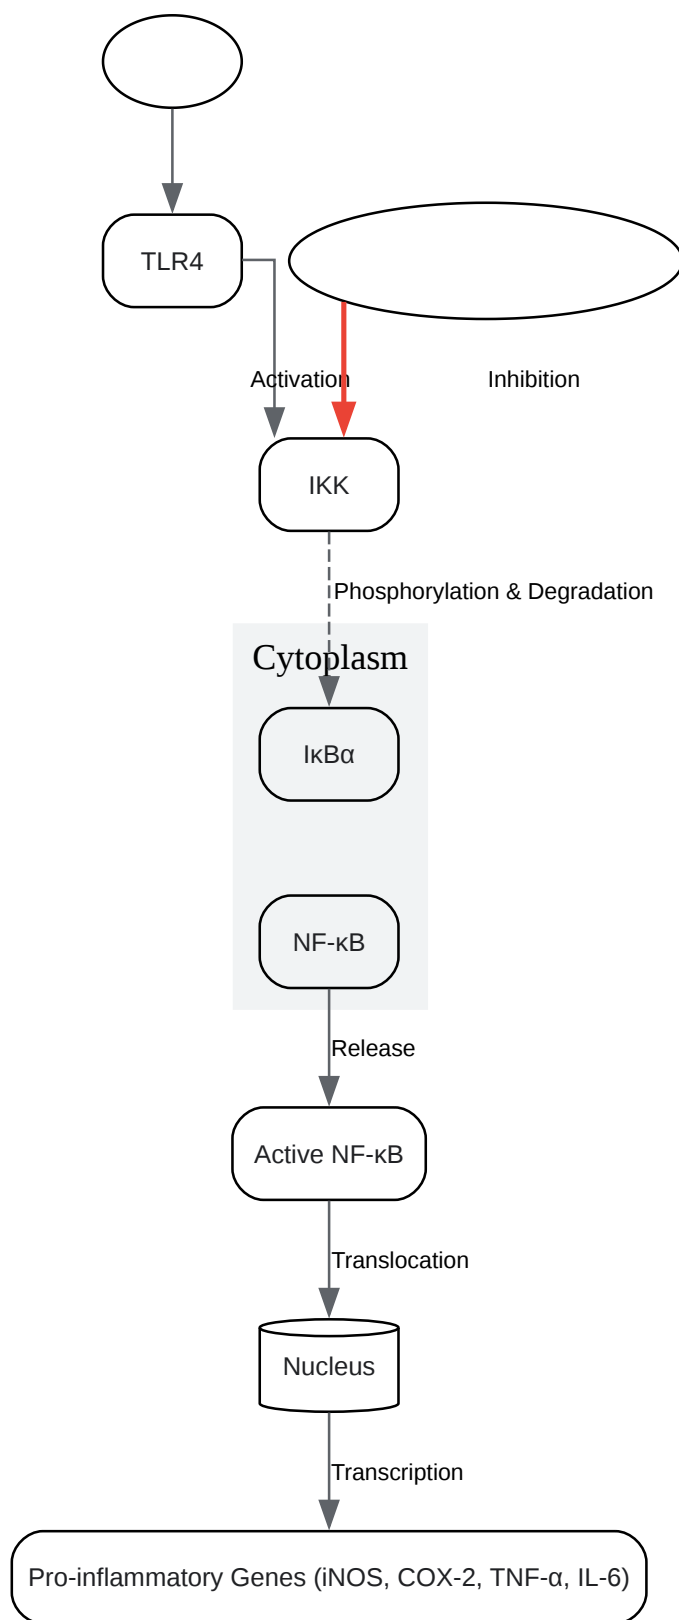 TLR4
Activation
Inhibition
IKK
Phosphorylation & Degradation
Cytoplasm
IκBα
NF-κB
Release
Active NF-κB
Translocation
Nucleus
Transcription
Pro-inflammatory Genes (iNOS, COX-2, TNF-α, IL-6)